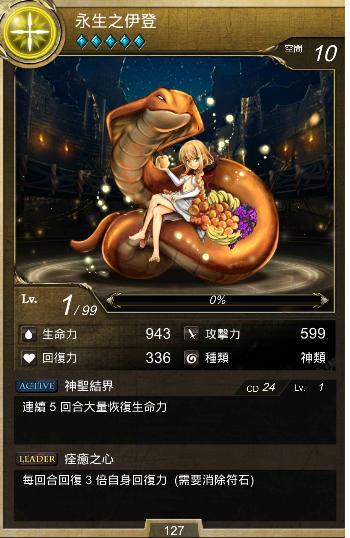 永生之伊登
空間 10
Lv. 1/99 0%
生命力 943 攻擊力 599
回復力 336 種類 神類
ACTIVE 神聖結界 CD 24 Lv. 1
連續 5 回合大量恢復生命力
LEADER 痊癒之心
每回合回復 3 倍自身回復力 (需要消除符石)
127